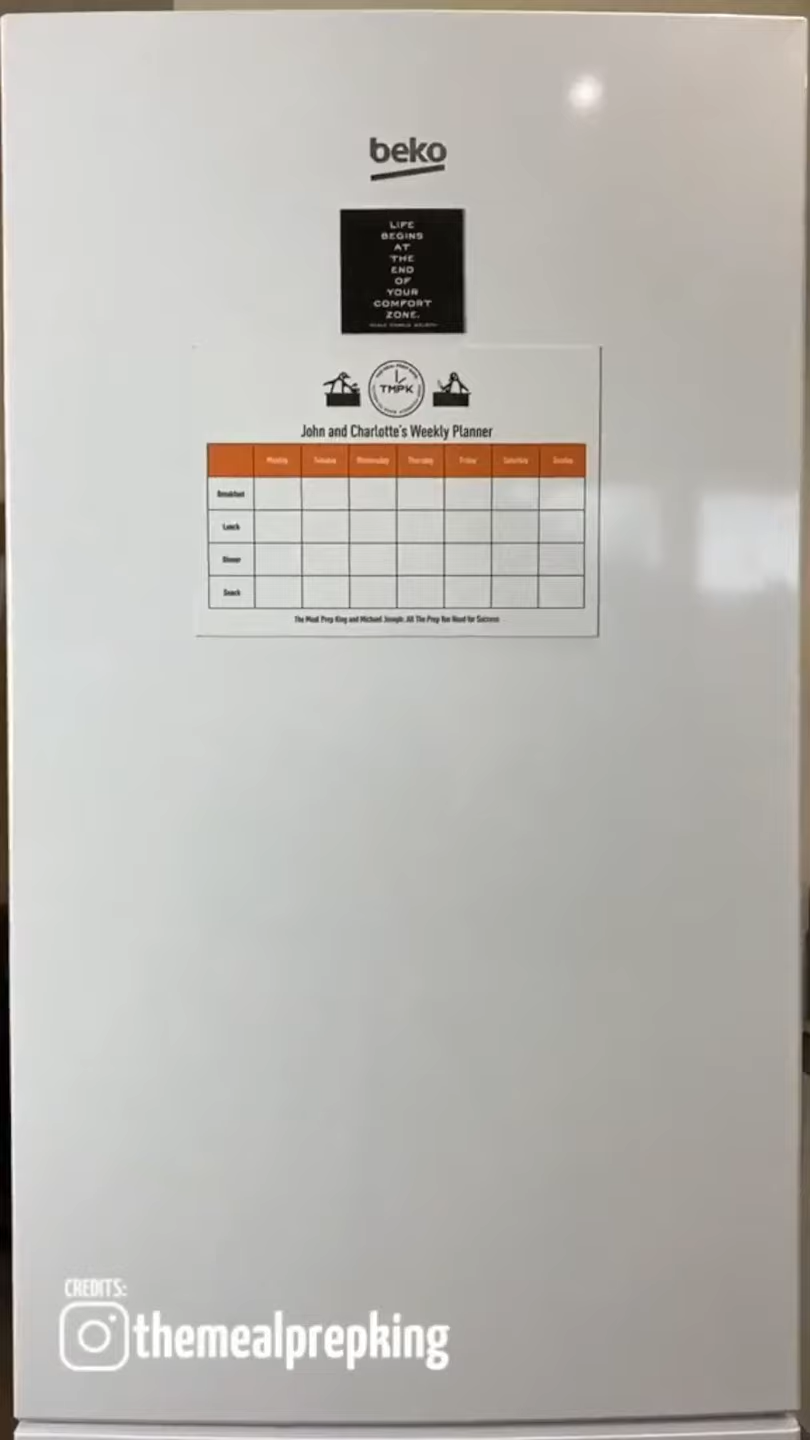 beko
LIFE
BEGINS
AT
THE
END
OF
YOUR
COMFORT
ZONE.
TMPK
John and Charlotte's Weekly Planner
Monday Tuesday Wednesday Thursday Friday Saturday Sunday
Breakfast
Lunch
Dinner
Snack
The Meal Prep King and Michael Joseph: All The Prep You Need for Success
CREDITS:
themealprepking